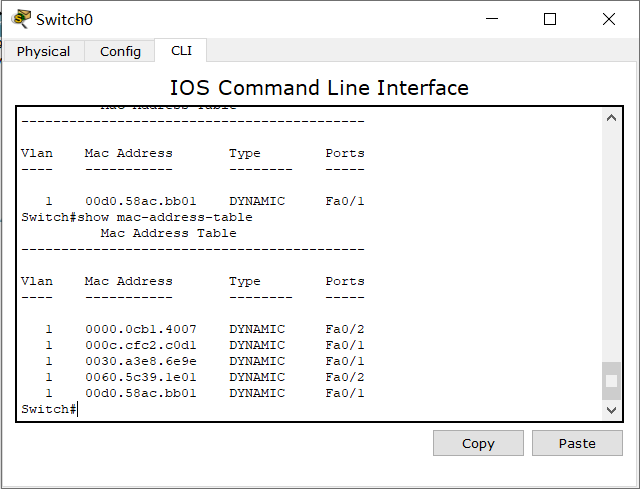 Switch0
Physical Config CLI
IOS Command Line Interface
Mac Address Table
-------------------------------------------
Vlan    Mac Address       Type        Ports
----    -----------       --------    -----
   1    00d0.58ac.bb01    DYNAMIC     Fa0/1
Switch#show mac-address-table
          Mac Address Table
-------------------------------------------
Vlan    Mac Address       Type        Ports
----    -----------       --------    -----
   1    0000.0cb1.4007    DYNAMIC     Fa0/2
   1    000c.cfc2.c0d1    DYNAMIC     Fa0/1
   1    0030.a3e8.6e9e    DYNAMIC     Fa0/1
   1    0060.5c39.1e01    DYNAMIC     Fa0/2
   1    00d0.58ac.bb01    DYNAMIC     Fa0/1
Switch#
Copy Paste